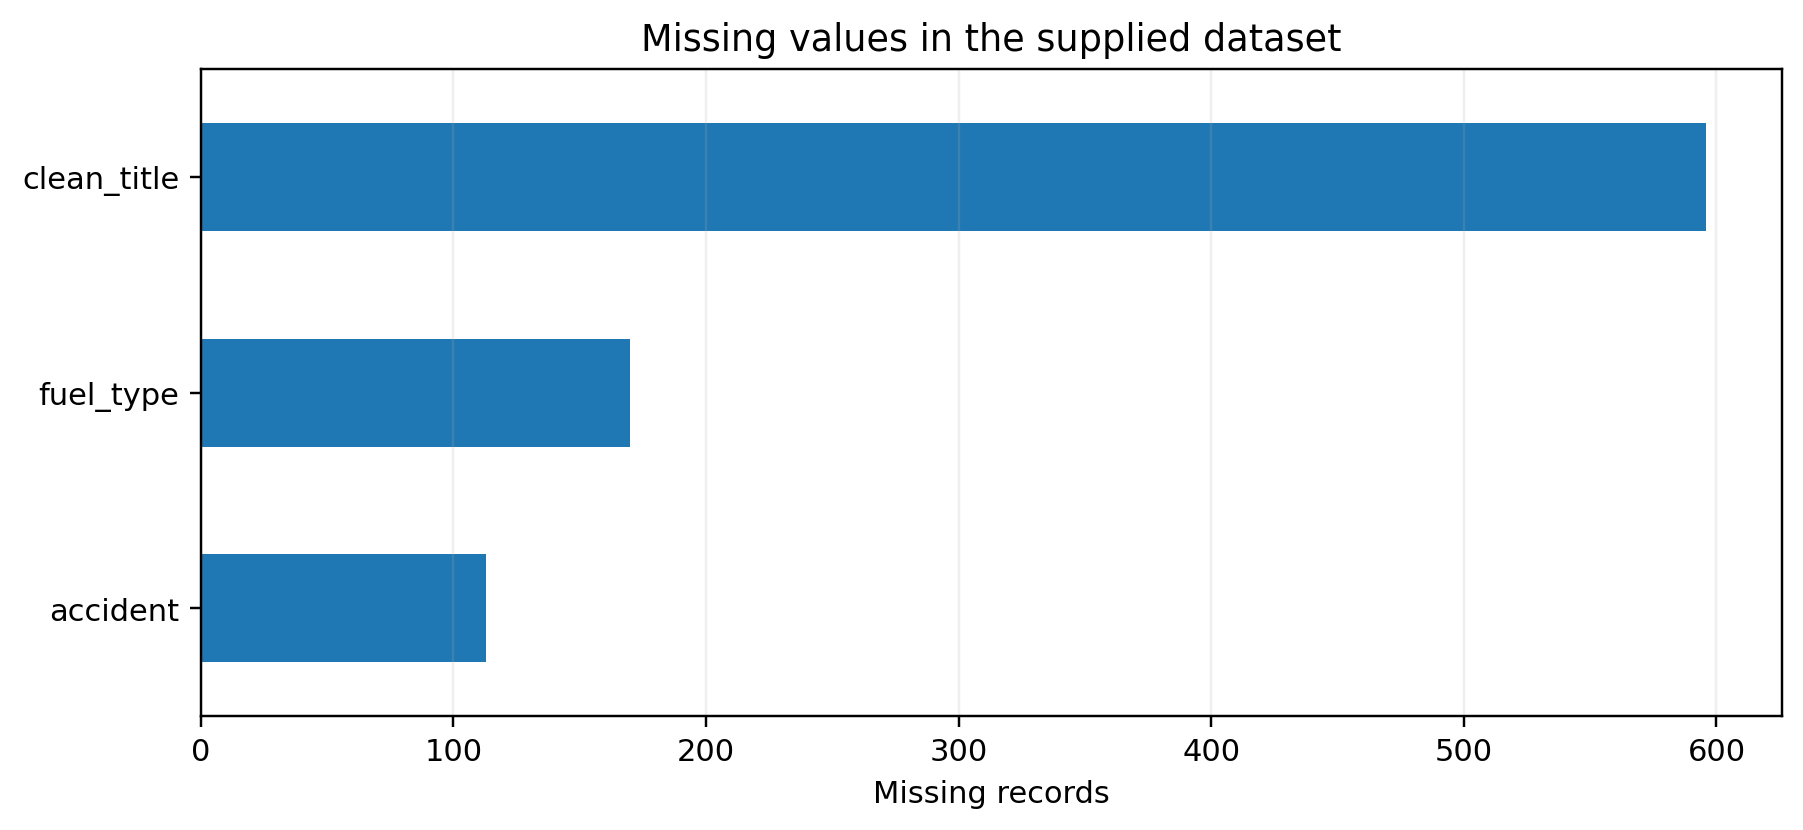 Missing values in the supplied dataset
clean_title
fuel_type
accident
0 100 200 300 400 500 600
Missing records